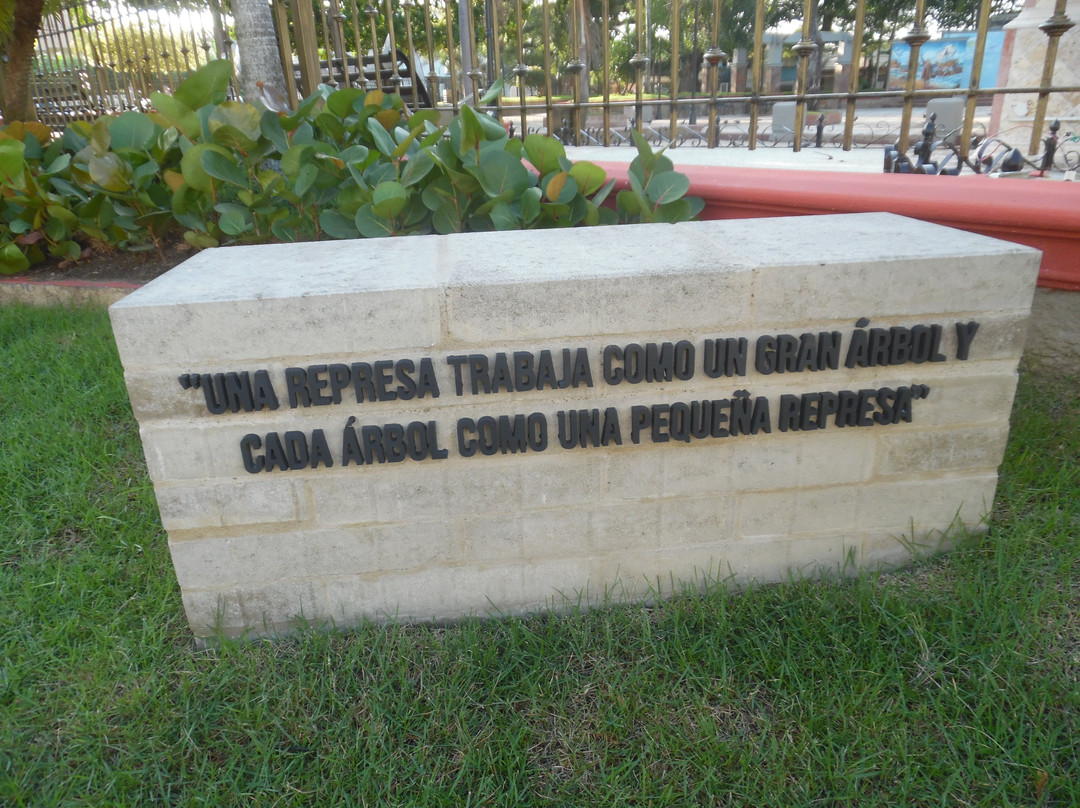 "UNA REPRESA TRABAJA COMO UN GRAN ÁRBOL Y
CADA ÁRBOL COMO UNA PEQUEÑA REPRESA"